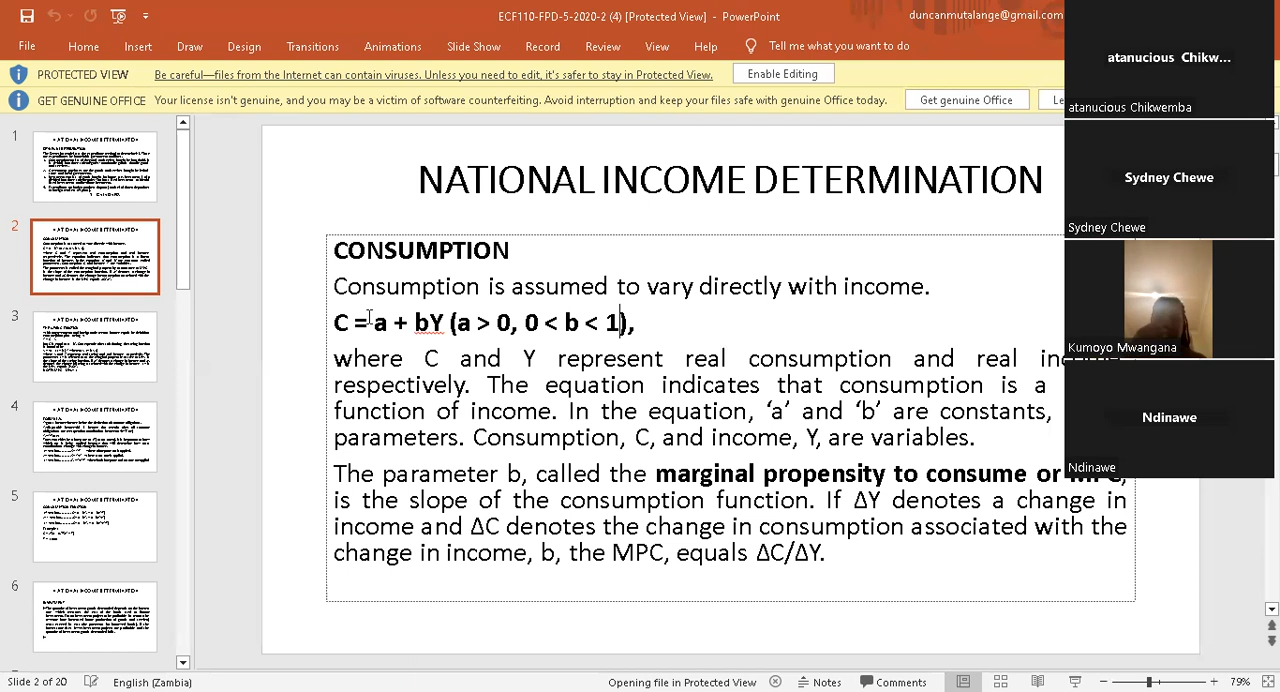 ECF110-FPD-5-2020-2 (4) [Protected View] - PowerPoint
duncanmutalange@gmail.com
File Home Insert Draw Design Transitions Animations Slide Show Record Review View Help Tell me what you want to do
PROTECTED VIEW Be careful—files from the Internet can contain viruses. Unless you need to edit, it's safer to stay in Protected View. Enable Editing
GET GENUINE OFFICE Your license isn't genuine, and you may be a victim of software counterfeiting. Avoid interruption and keep your files safe with genuine Office today. Get genuine Office
atanucious Chikw...
atanucious Chikwemba
Sydney Chewe
Sydney Chewe
Kumoyo Mwangana
Ndinawe
Ndinawe
1
2
3
4
5
6
NATIONAL INCOME DETERMINATION
CONSUMPTION
Consumption is assumed to vary directly with income.
C = a + bY (a > 0, 0 < b < 1),
where C and Y represent real consumption and real
respectively. The equation indicates that consumption is a
function of income. In the equation, ‘a’ and ‘b’ are constants,
parameters. Consumption, C, and income, Y, are variables.
The parameter b, called the marginal propensity to consume or
is the slope of the consumption function. If ΔY denotes a change in
income and ΔC denotes the change in consumption associated with the
change in income, b, the MPC, equals ΔC/ΔY.
Slide 2 of 20 English (Zambia) Opening file in Protected View Notes Comments 79%